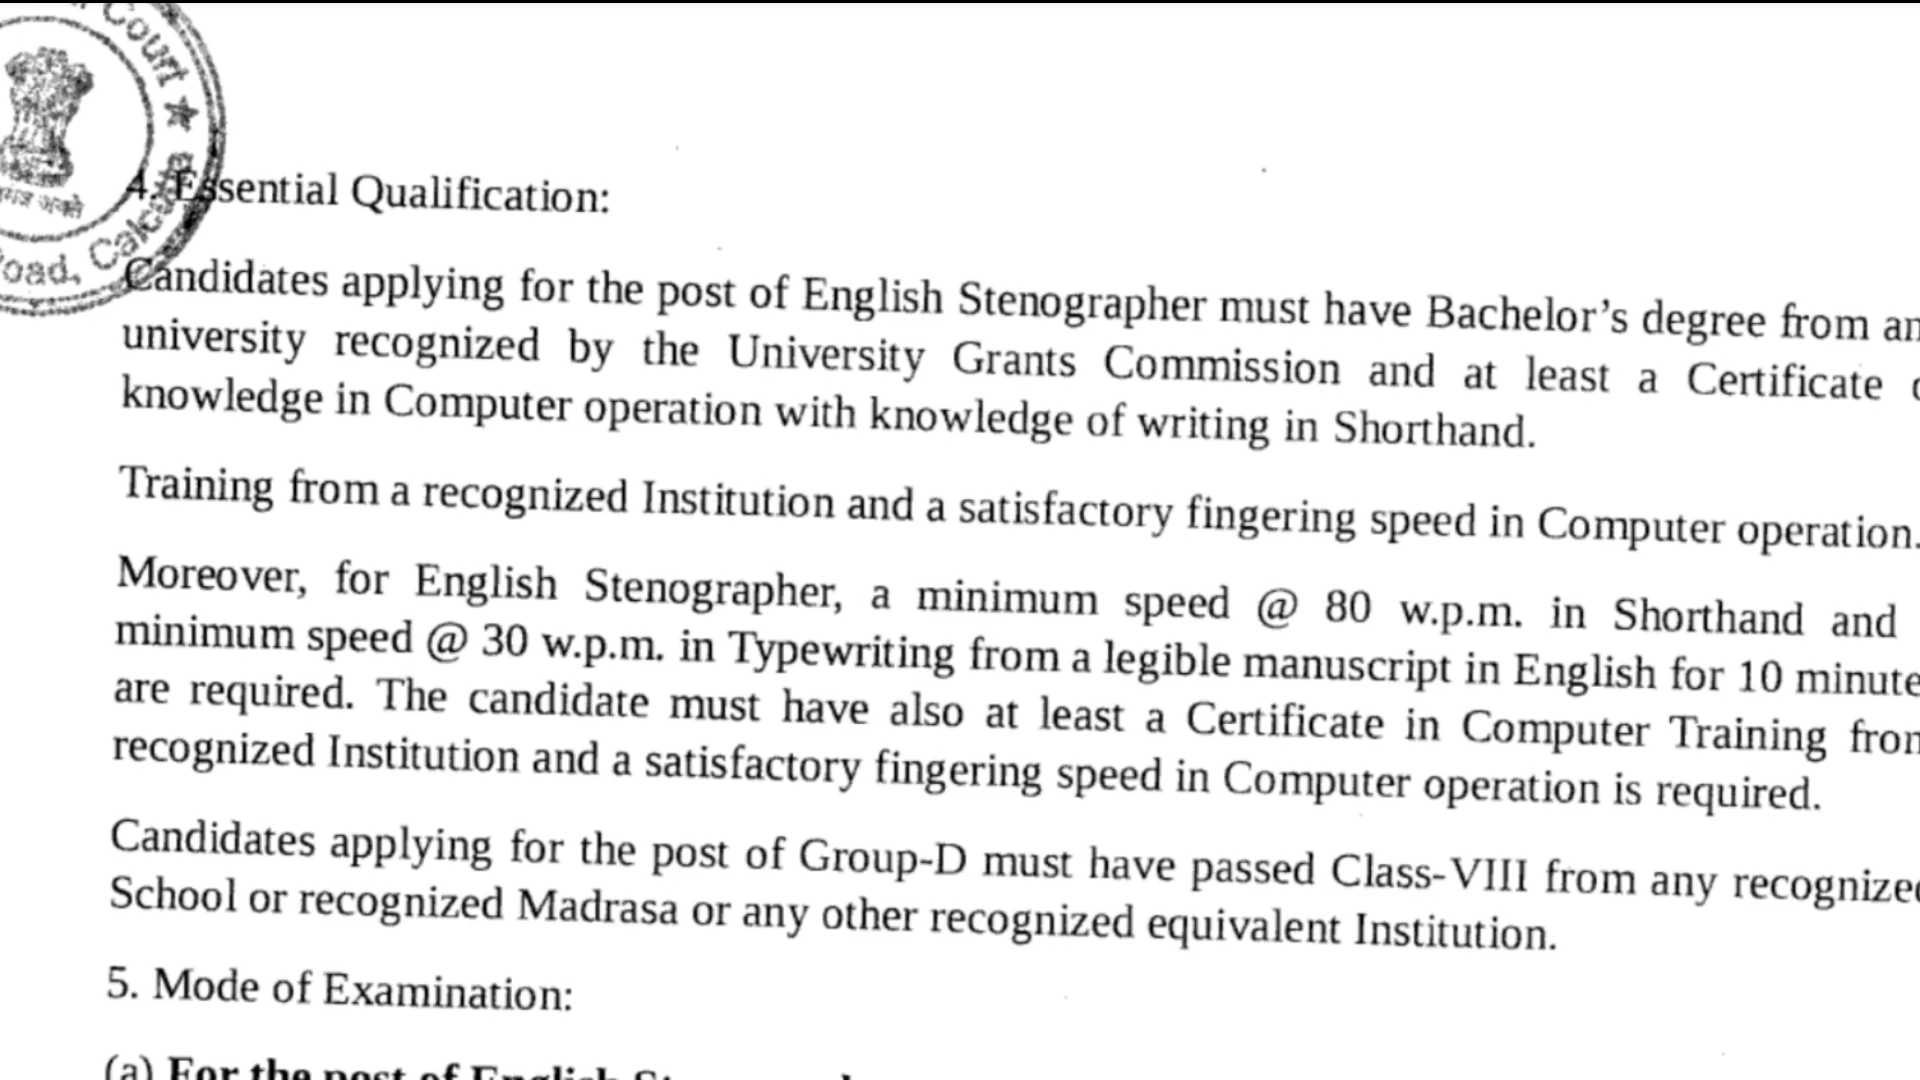 Court ★
oad, Calcutta
4. Essential Qualification:
Candidates applying for the post of English Stenographer must have Bachelor’s degree from
university recognized by the University Grants Commission and at least a Certificate
knowledge in Computer operation with knowledge of writing in Shorthand.
Training from a recognized Institution and a satisfactory fingering speed in Computer operation.
Moreover, for English Stenographer, a minimum speed @ 80 w.p.m. in Shorthand and
minimum speed @ 30 w.p.m. in Typewriting from a legible manuscript in English for 10 minute
are required. The candidate must have also at least a Certificate in Computer Training from
recognized Institution and a satisfactory fingering speed in Computer operation is required.
Candidates applying for the post of Group-D must have passed Class-VIII from any recognized
School or recognized Madrasa or any other recognized equivalent Institution.
5. Mode of Examination:
(a) For the post of English